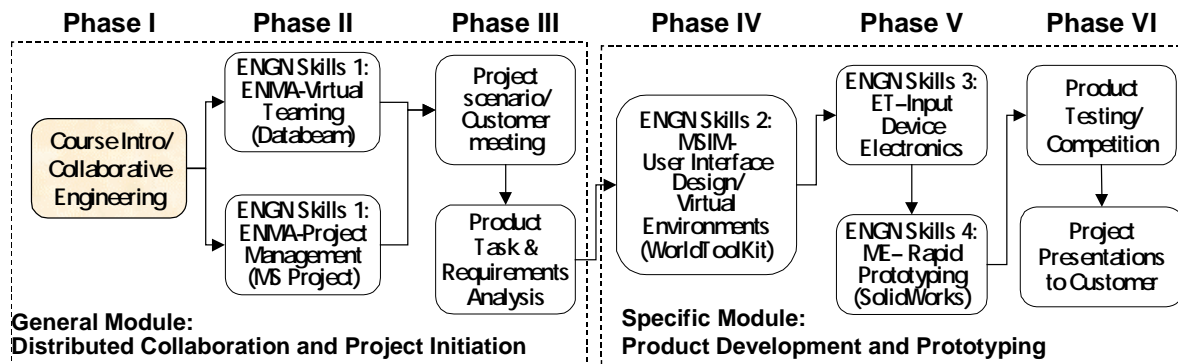 Phase I
Phase II
Phase III
Phase IV
Phase V
Phase VI
Course Intro/
Collaborative
Engineering
ENGN Skills 1:
ENMA-Virtual
Teaming
(Databeam)
ENGN Skills 1:
ENMA-Project
Management
(MS Project)
Project
scenario/
Customer
meeting
Product
Task &
Requirements
Analysis
General Module:
Distributed Collaboration and Project Initiation
ENGN Skills 2:
MSIM-
User Interface
Design/
Virtual
Environments
(WorldToolKit)
ENGN Skills 3:
ET-Input
Device
Electronics
ENGN Skills 4:
ME- Rapid
Prototyping
(SolidWorks)
Product
Testing/
Competition
Project
Presentations
to Customer
Specific Module:
Product Development and Prototyping